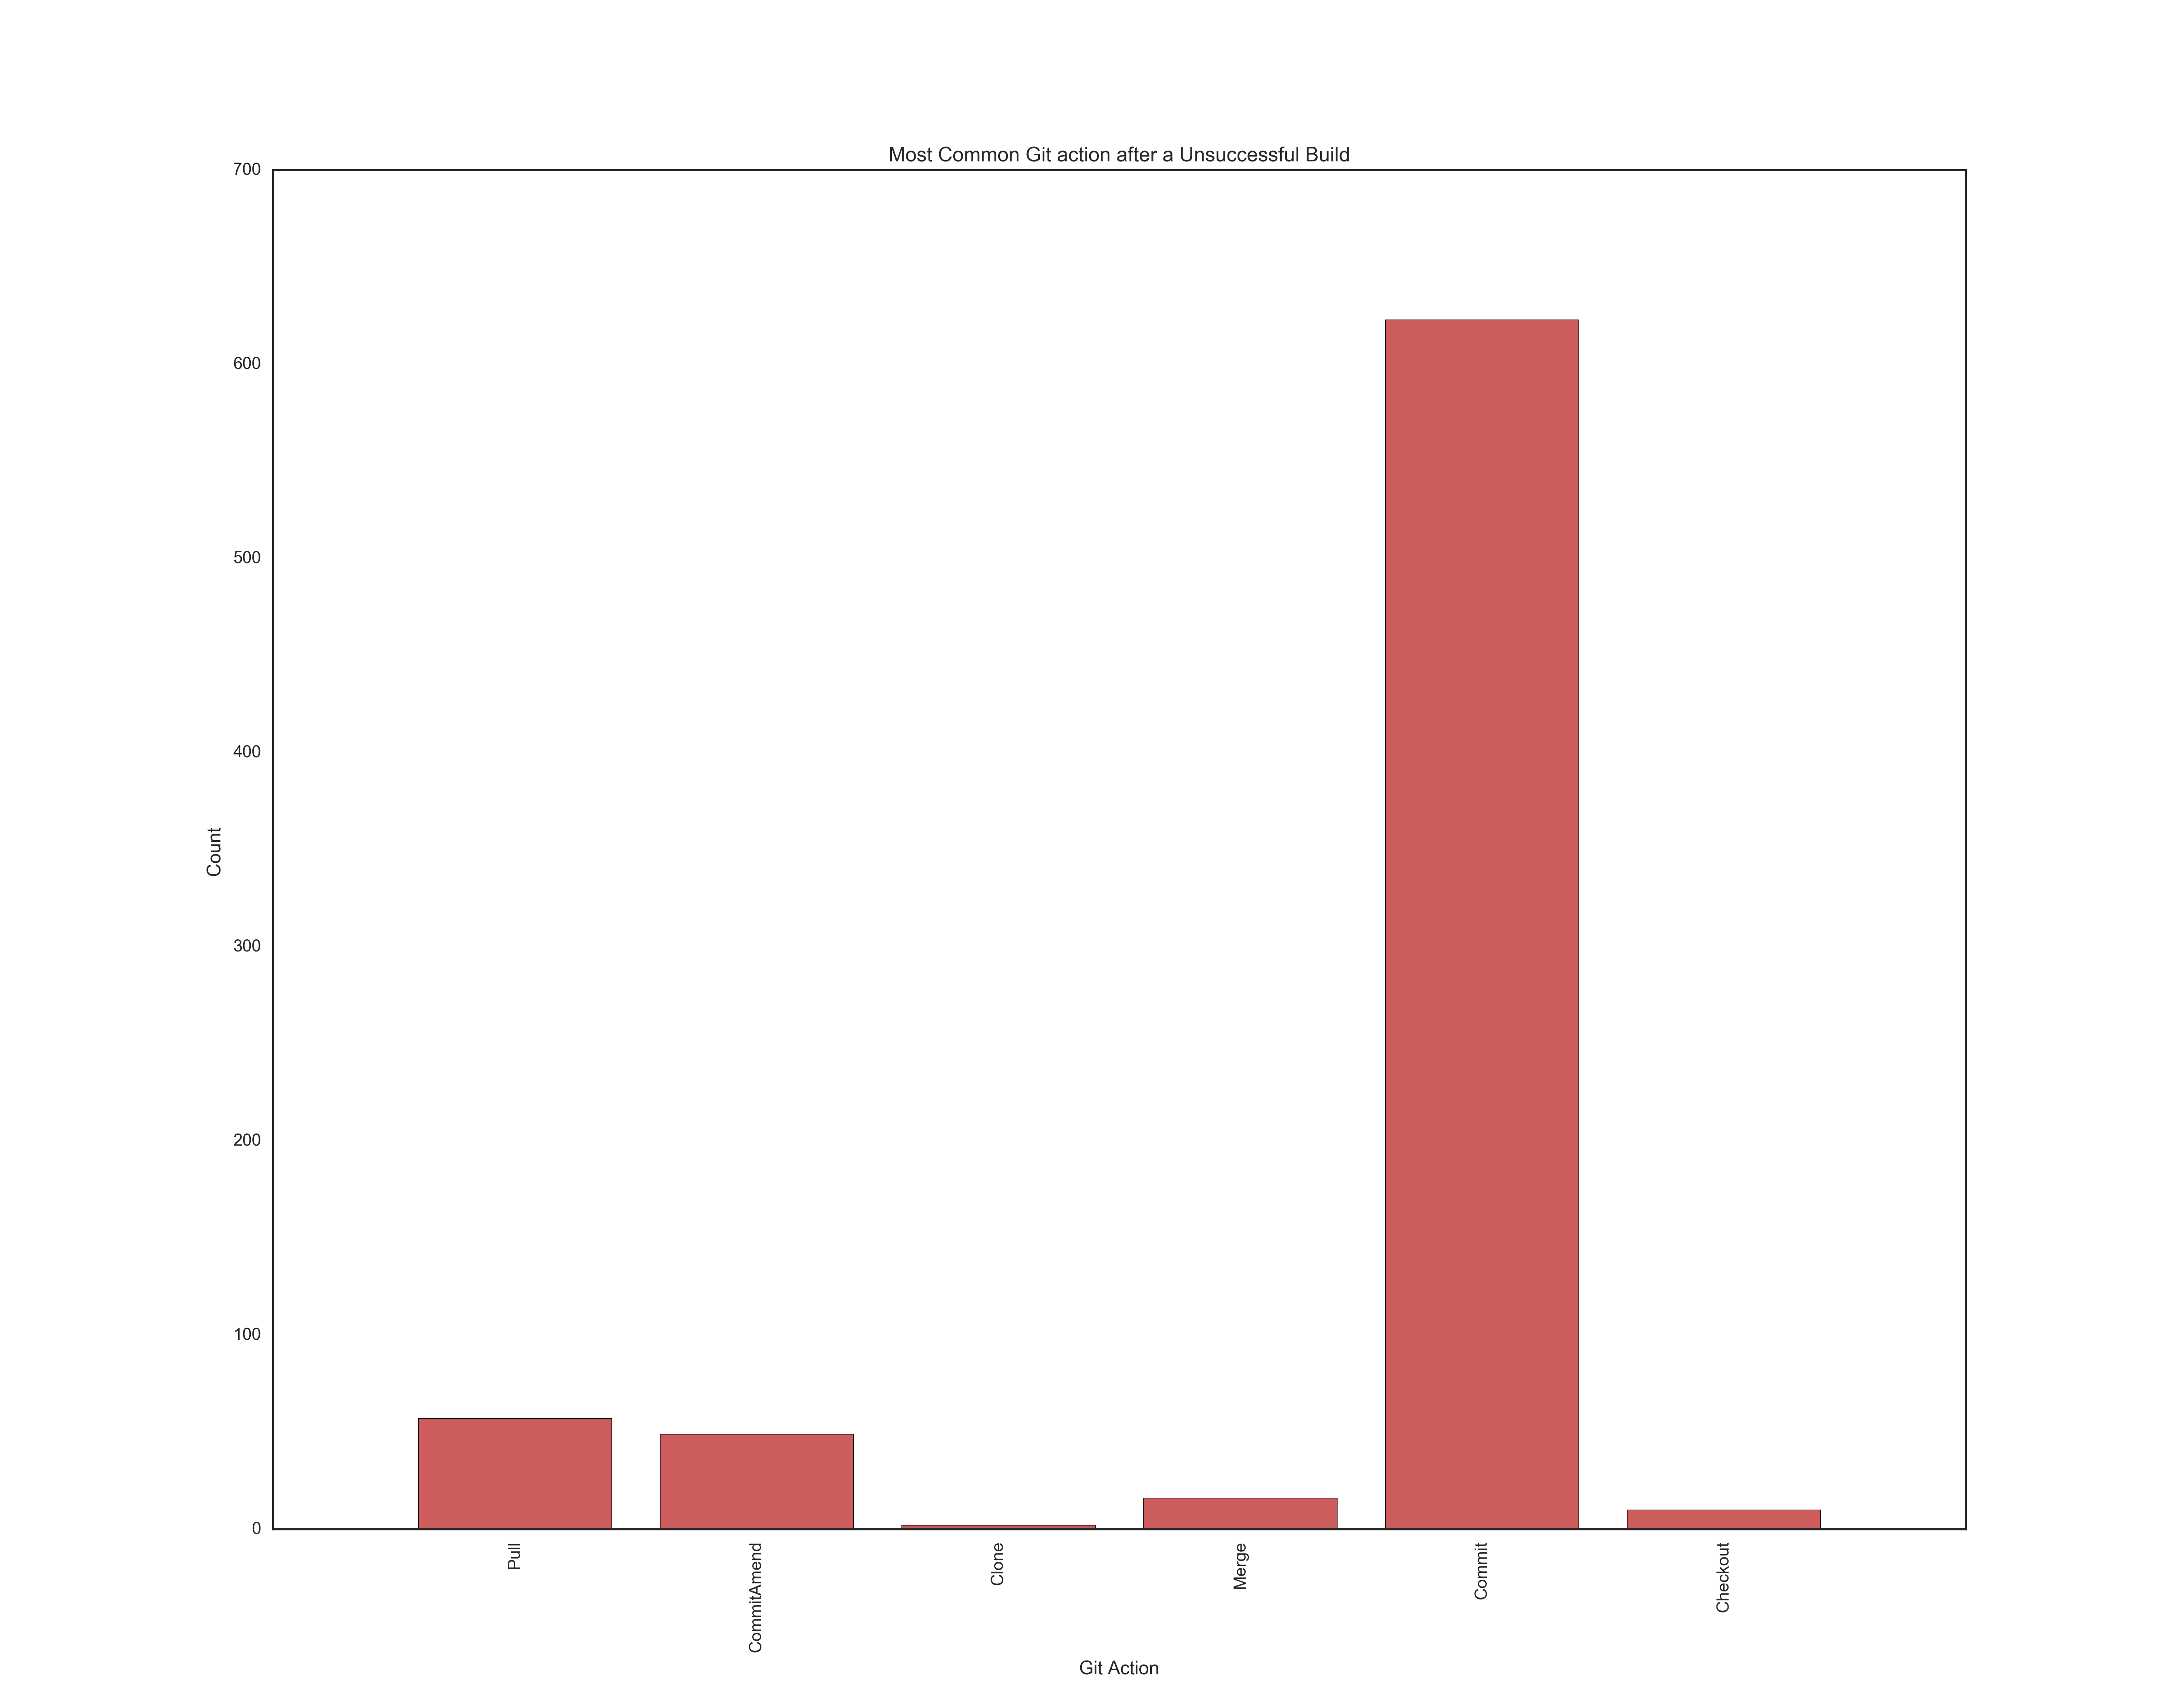 Most Common Git action after a Unsuccessful Build
700
600
500
400
300
200
100
0
Count
Pull
CommitAmend
Clone
Merge
Commit
Checkout
Git Action